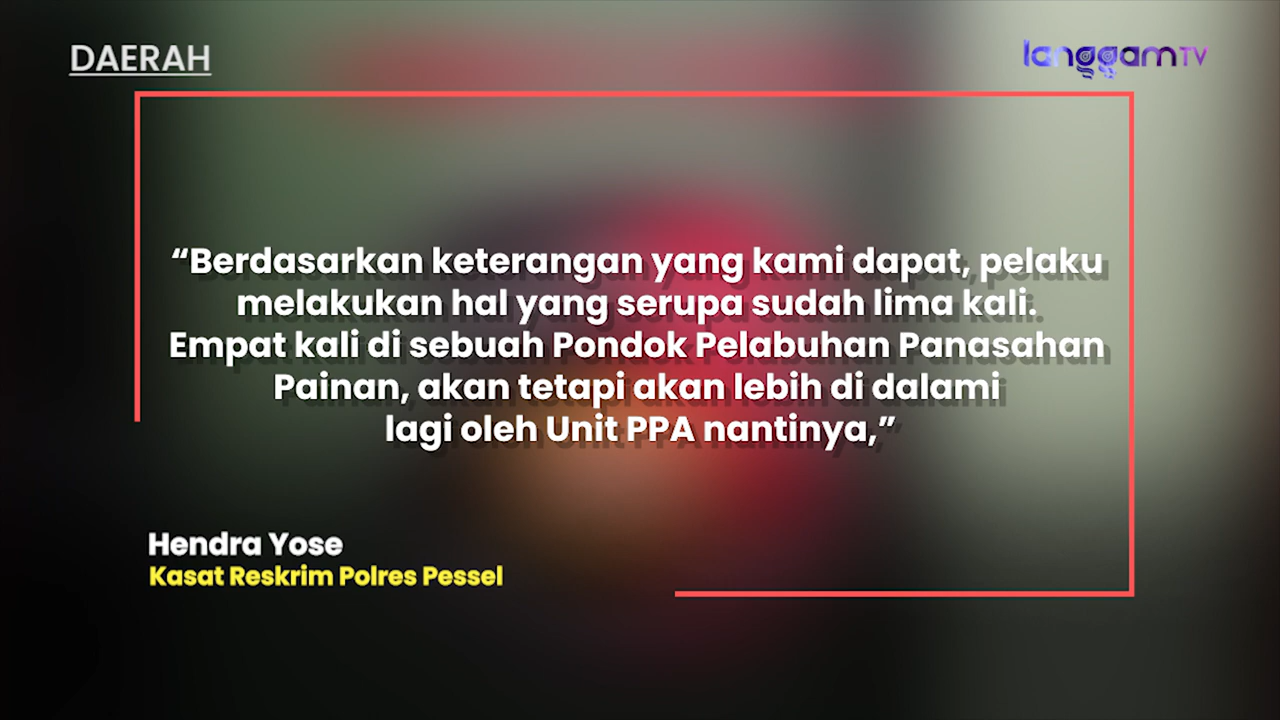 DAERAH
langgam TV
“Berdasarkan keterangan yang kami dapat, pelaku
melakukan hal yang serupa sudah lima kali.
Empat kali di sebuah Pondok Pelabuhan Panasahan
Painan, akan tetapi akan lebih di dalami
lagi oleh Unit PPA nantinya,”
Hendra Yose
Kasat Reskrim Polres Pessel